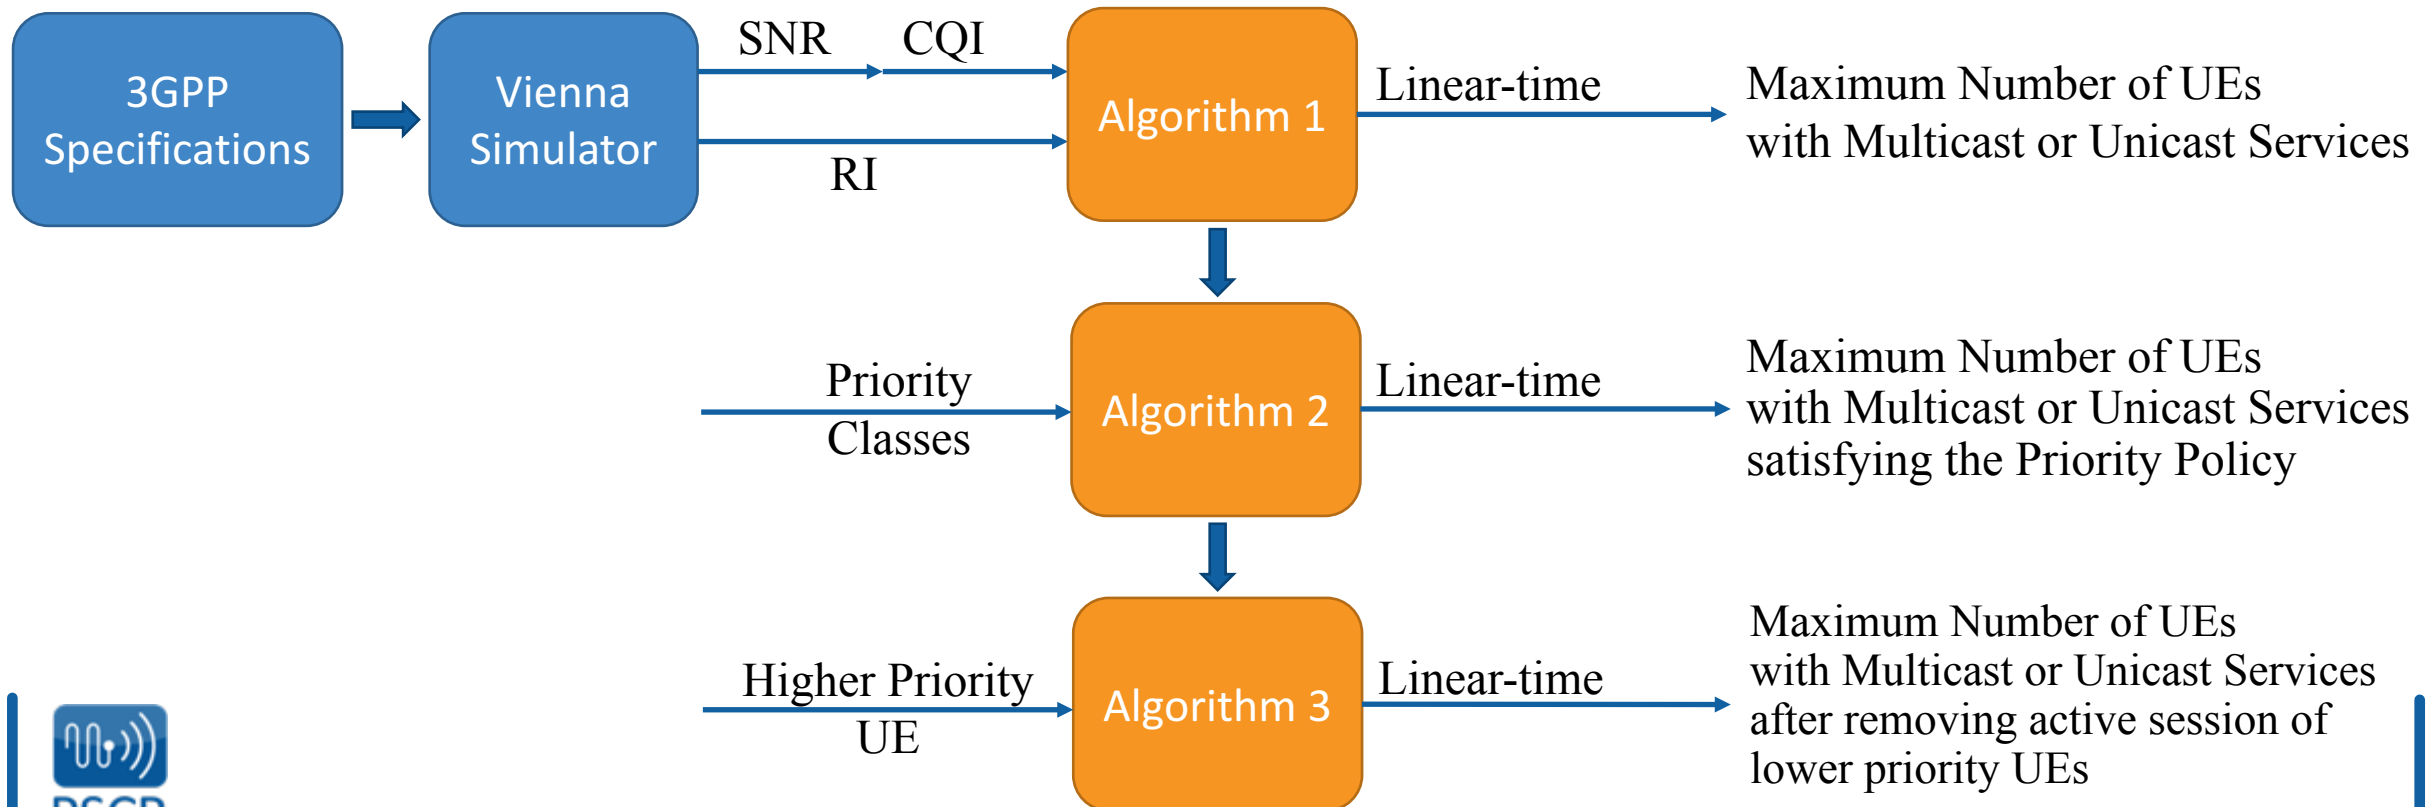 3GPP
Specifications
Vienna
Simulator
SNR
CQI
RI
Algorithm 1
Linear-time
Maximum Number of UEs
with Multicast or Unicast Services
Priority
Classes
Algorithm 2
Linear-time
Maximum Number of UEs
with Multicast or Unicast Services
satisfying the Priority Policy
Higher Priority
UE
Algorithm 3
Linear-time
Maximum Number of UEs
with Multicast or Unicast Services
after removing active session of
lower priority UEs